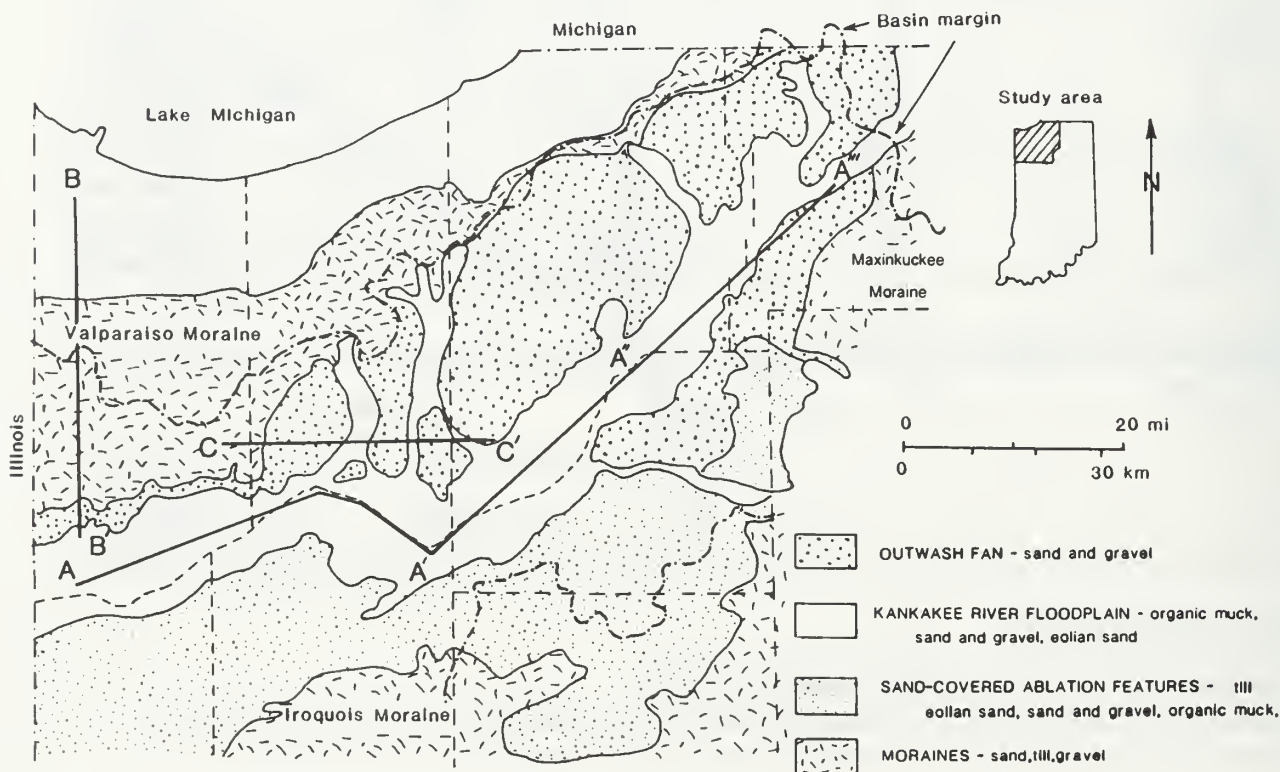 Michigan
Basin margin
Lake Michigan
Study area
B
N
A'''
Maxinkuckee
Moraine
Valparaiso Moraine
A''
Illinois
0 20 mi
0 30 km
C C'
B'
A A'
OUTWASH FAN - sand and gravel
KANKAKEE RIVER FLOODPLAIN - organic muck,
sand and gravel, eolian sand
SAND-COVERED ABLATION FEATURES - till
eolian sand, sand and gravel, organic muck,
Iroquois Moraine
MORAINES - sand,till,gravel